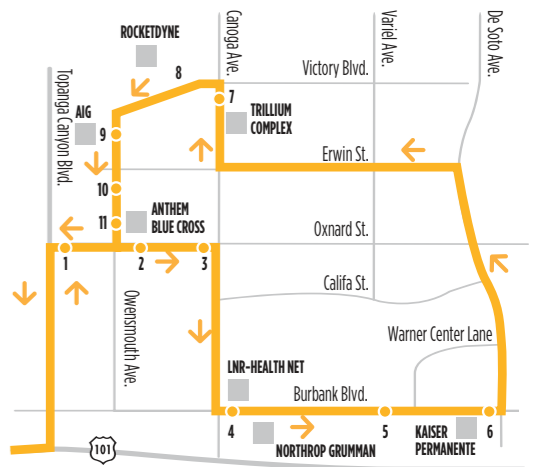 ROCKETDYNE
Canoga Ave.
Variel Ave.
De Soto Ave.
8
Victory Blvd.
Topanga Canyon Blvd.
AIG
7
TRILLIUM
COMPLEX
9
Erwin St.
10
11
ANTHEM
BLUE CROSS
Oxnard St.
1
2
3
Califa St.
Owensmouth Ave.
Warner Center Lane
LNR-HEALTH NET
Burbank Blvd.
4
NORTHROP GRUMMAN
5
KAISER
PERMANENTE
6
101